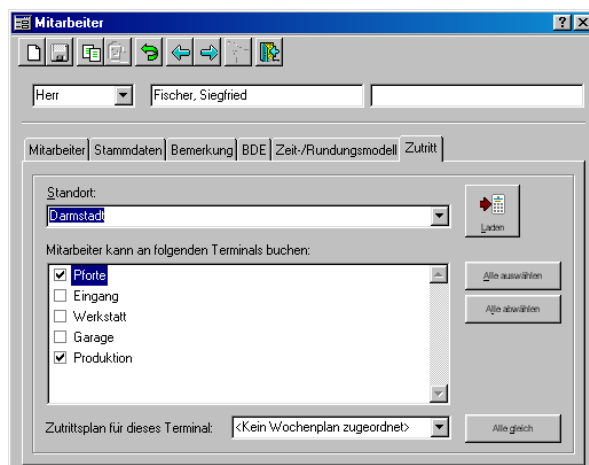 Mitarbeiter
Herr Fischer, Siegfried
Mitarbeiter Stammdaten Bemerkung BDE Zeit-/Rundungsmodell Zutritt
Standort:
Darmstadt
Laden
Mitarbeiter kann an folgenden Terminals buchen:
Pforte
Alle auswählen
Eingang
Alle abwählen
Werkstatt
Garage
Produktion
Zutrittsplan für dieses Terminal: <Kein Wochenplan zugeordnet> Alle gleich